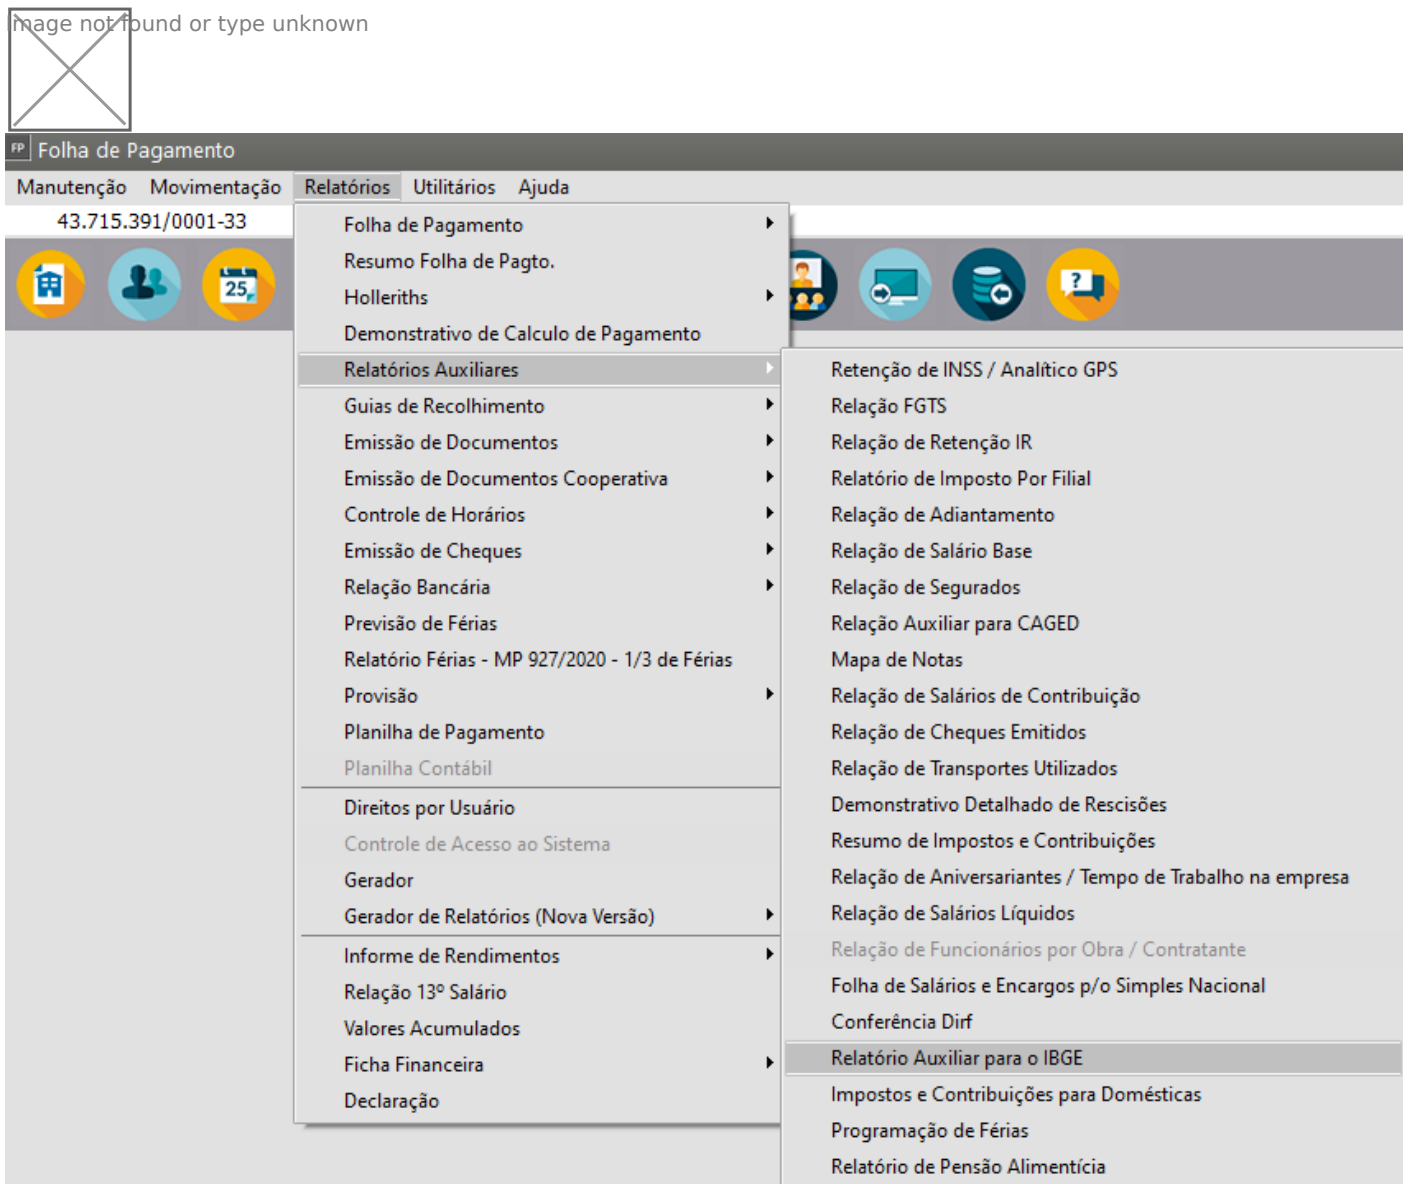 Image not found or type unknown
FP Folha de Pagamento
Manutenção Movimentação Relatórios Utilitários Ajuda
43.715.391/0001-33
25
?
Folha de Pagamento
Resumo Folha de Pagto.
Holleriths
Demonstrativo de Calculo de Pagamento
Relatórios Auxiliares
Guias de Recolhimento
Emissão de Documentos
Emissão de Documentos Cooperativa
Controle de Horários
Emissão de Cheques
Relação Bancária
Previsão de Férias
Relatório Férias - MP 927/2020 - 1/3 de Férias
Provisão
Planilha de Pagamento
Planilha Contábil
Direitos por Usuário
Controle de Acesso ao Sistema
Gerador
Gerador de Relatórios (Nova Versão)
Informe de Rendimentos
Relação 13º Salário
Valores Acumulados
Ficha Financeira
Declaração
Retenção de INSS / Analítico GPS
Relação FGTS
Relação de Retenção IR
Relatório de Imposto Por Filial
Relação de Adiantamento
Relação de Salário Base
Relação de Segurados
Relação Auxiliar para CAGED
Mapa de Notas
Relação de Salários de Contribuição
Relação de Cheques Emitidos
Relação de Transportes Utilizados
Demonstrativo Detalhado de Rescisões
Resumo de Impostos e Contribuições
Relação de Aniversariantes / Tempo de Trabalho na empresa
Relação de Salários Líquidos
Relação de Funcionários por Obra / Contratante
Folha de Salários e Encargos p/o Simples Nacional
Conferência Dirf
Relatório Auxiliar para o IBGE
Impostos e Contribuições para Domésticas
Programação de Férias
Relatório de Pensão Alimentícia